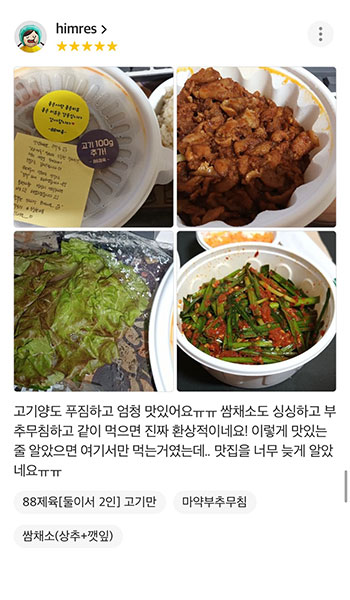 himres >
고기 100g
추가!
고기양도 푸짐하고 엄청 맛있어요ㅠㅠ 쌈채소도 싱싱하고 부
추무침하고 같이 먹으면 진짜 환상적이네요! 이렇게 맛있는
줄 알았으면 여기서만 먹는거였는데.. 맛집을 너무 늦게 알았
네요ㅠㅠ
88제육[둘이서 2인] 고기만
마약부추무침
쌈채소(상추+깻잎)